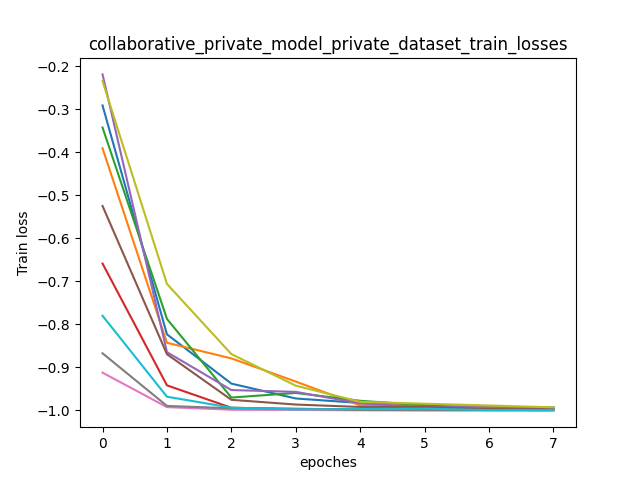 collaborative_private_model_private_dataset_train_losses
Train loss
−0.2
−0.3
−0.4
−0.5
−0.6
−0.7
−0.8
−0.9
−1.0
0 1 2 3 4 5 6 7
epoches